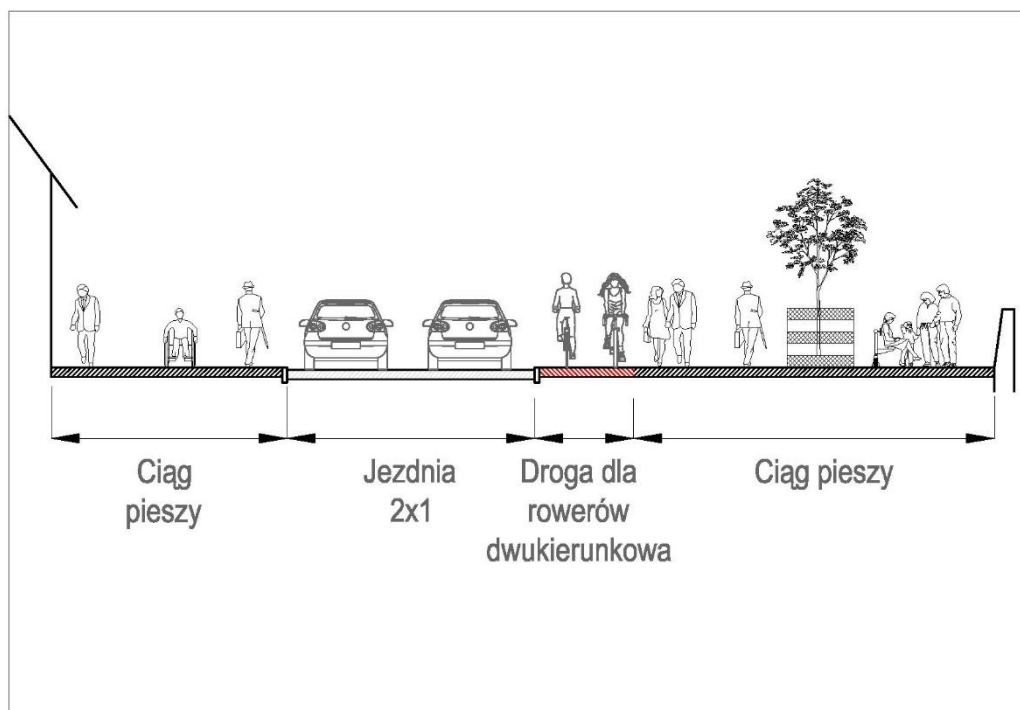 Ciąg
pieszy
Jezdnia
2x1
Droga dla
rowerów
dwukierunkowa
Ciąg pieszy